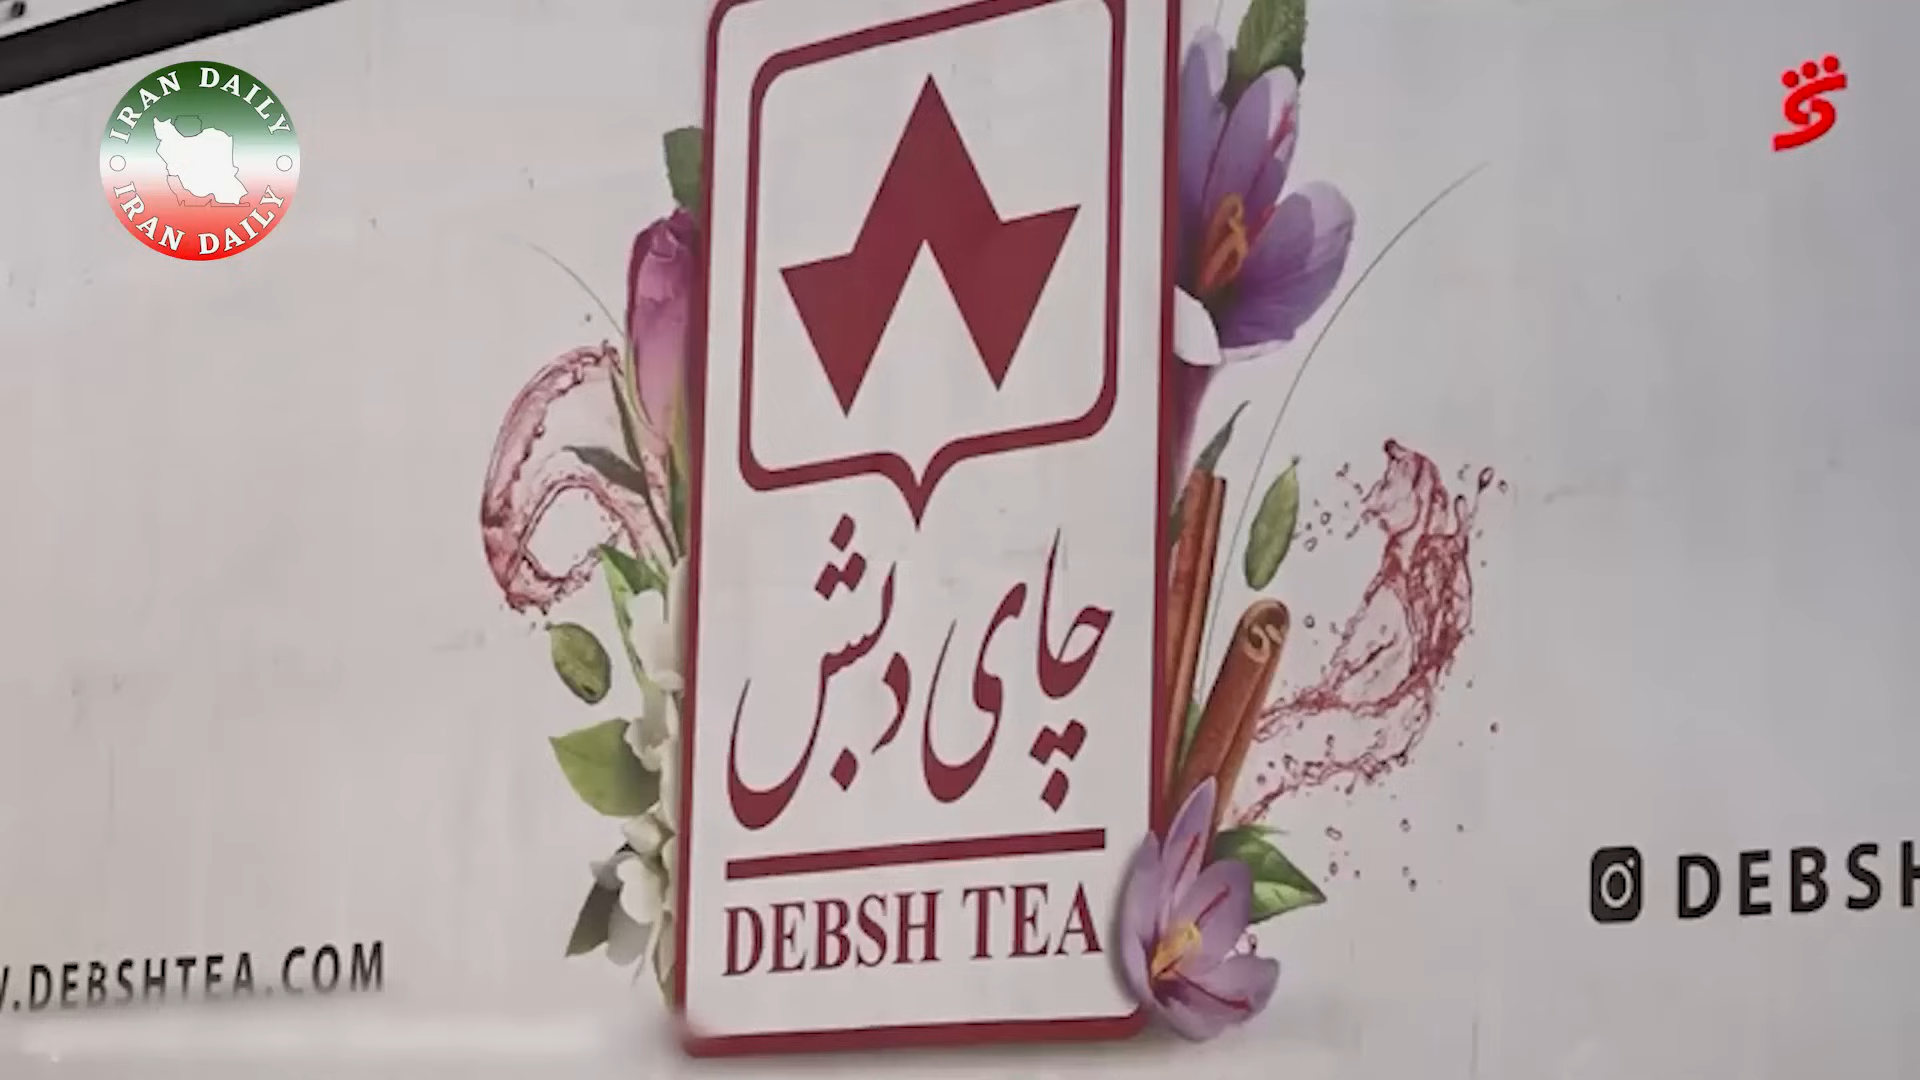 IRAN DAILY
IRAN DAILY
چای دبش
DEBSH TEA
.DEBSHTEA.COM
DEBSH